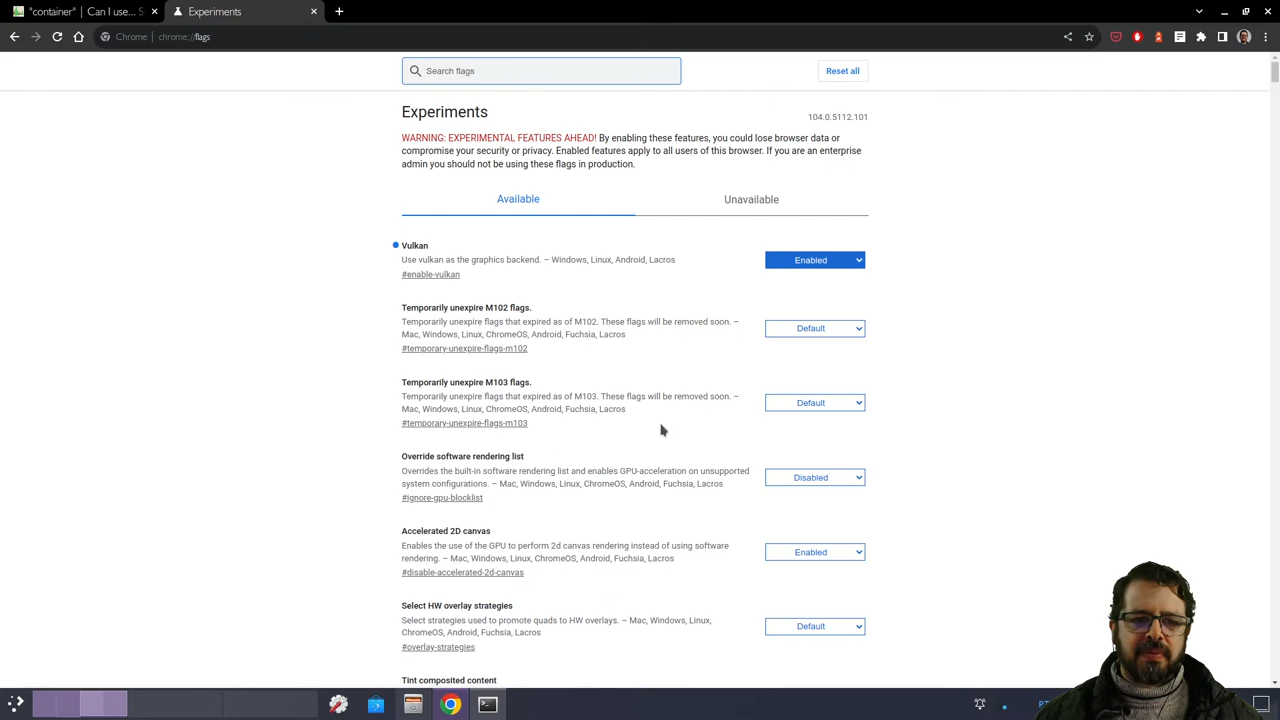 "container" | Can I use...
Experiments
Chrome | chrome://flags
Search flags
Reset all
Experiments
104.0.5112.101
WARNING: EXPERIMENTAL FEATURES AHEAD! By enabling these features, you could lose browser data or
compromise your security or privacy. Enabled features apply to all users of this browser. If you are an enterprise
admin you should not be using these flags in production.
Available
Unavailable
Vulkan
Use vulkan as the graphics backend. – Windows, Linux, Android, Lacros
#enable-vulkan
Enabled
Temporarily unexpire M102 flags.
Temporarily unexpire flags that expired as of M102. These flags will be removed soon. –
Mac, Windows, Linux, ChromeOS, Android, Fuchsia, Lacros
#temporary-unexpire-flags-m102
Default
Temporarily unexpire M103 flags.
Temporarily unexpire flags that expired as of M103. These flags will be removed soon. –
Mac, Windows, Linux, ChromeOS, Android, Fuchsia, Lacros
#temporary-unexpire-flags-m103
Default
Override software rendering list
Overrides the built-in software rendering list and enables GPU-acceleration on unsupported
system configurations. – Mac, Windows, Linux, ChromeOS, Android, Fuchsia, Lacros
#ignore-gpu-blocklist
Disabled
Accelerated 2D canvas
Enables the use of the GPU to perform 2d canvas rendering instead of using software
rendering. – Mac, Windows, Linux, ChromeOS, Android, Fuchsia, Lacros
#disable-accelerated-2d-canvas
Enabled
Select HW overlay strategies
Select strategies used to promote quads to HW overlays. – Mac, Windows, Linux,
ChromeOS, Android, Fuchsia, Lacros
#overlay-strategies
Default
Tint composited content